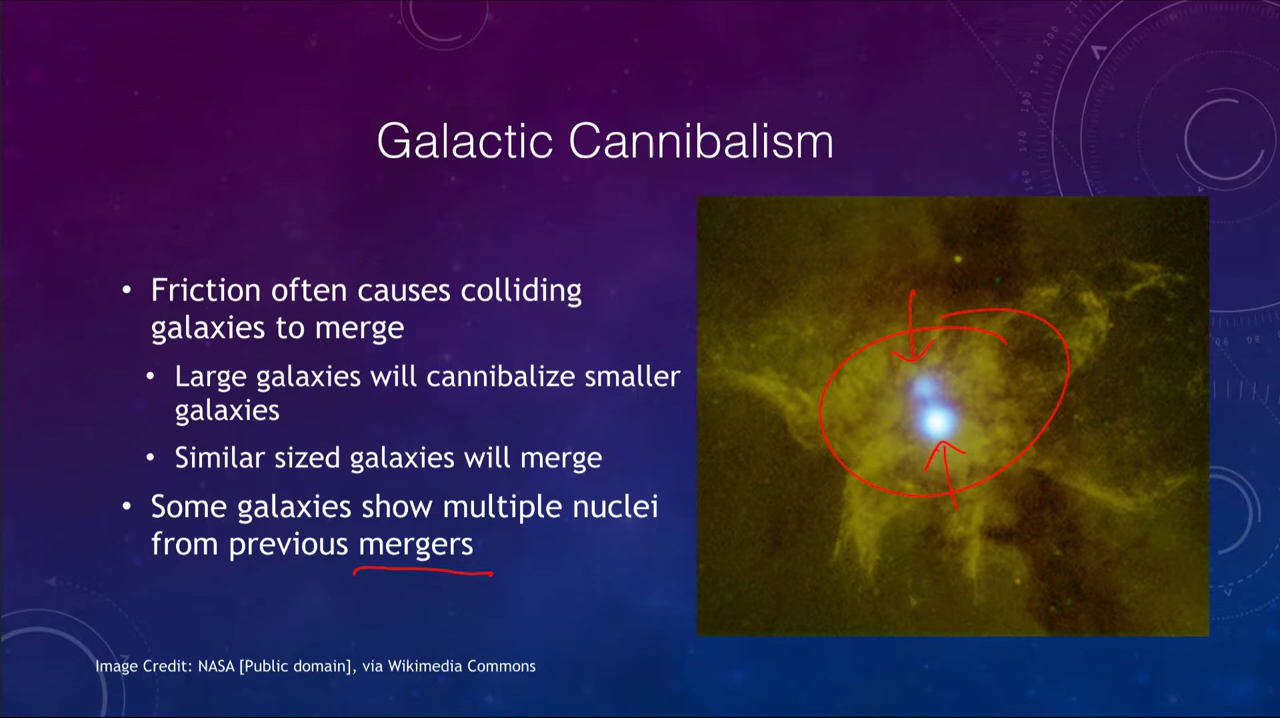 Galactic Cannibalism
• Friction often causes colliding
galaxies to merge
• Large galaxies will cannibalize smaller
galaxies
• Similar sized galaxies will merge
• Some galaxies show multiple nuclei
from previous mergers
Image Credit: NASA [Public domain], via Wikimedia Commons